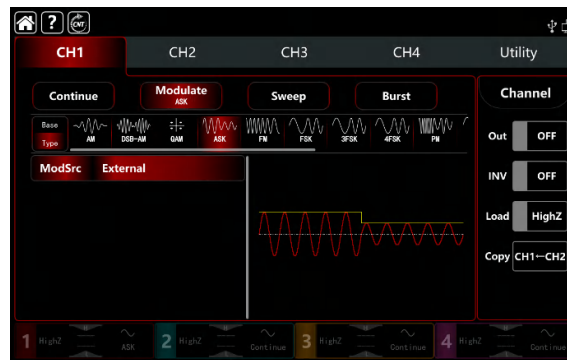 ?
CNT
CH1 CH2 CH3 CH4 Utility
Continue Modulate Sweep Burst Channel
ASK
Base
Type
AM DSB-AM QAM ASK FM FSK 3FSK 4FSK PM
Out OFF
ModSrc External
INV OFF
Load HighZ
Copy CH1←CH2
1 HighZ ASK 2 HighZ Continue 3 HighZ Continue 4 HighZ Continue